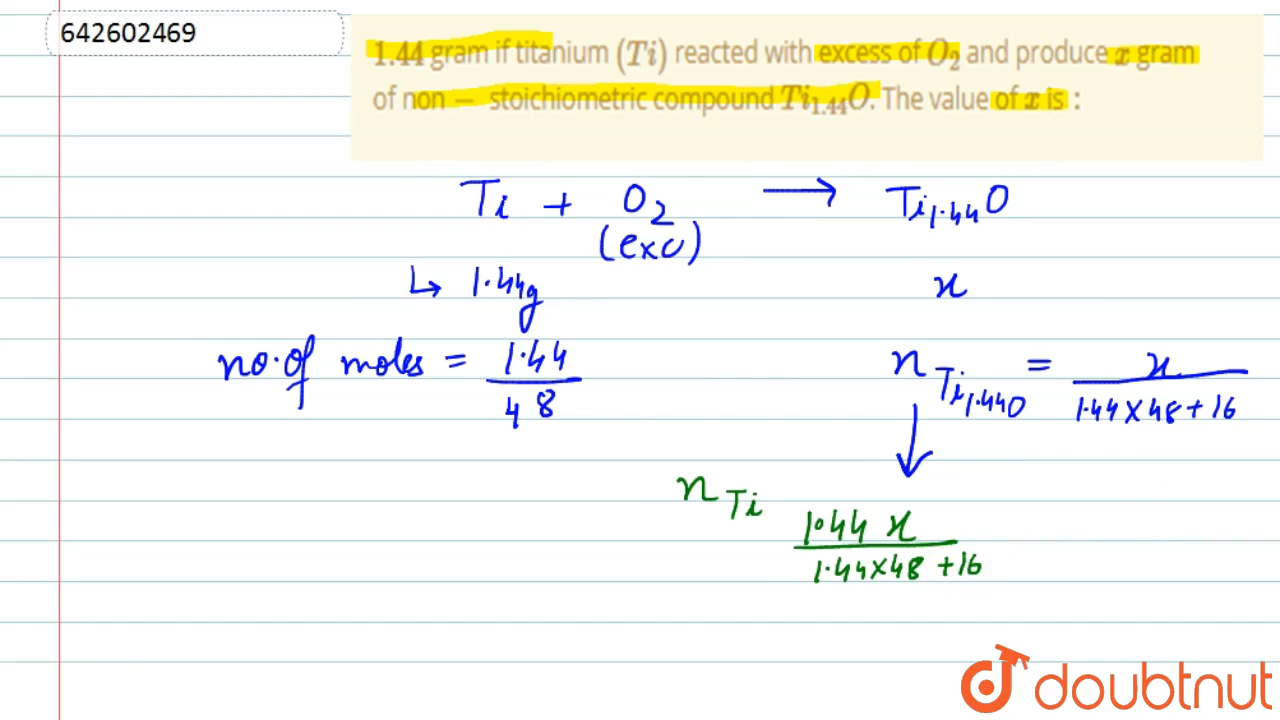 642602469
1.44 gram if titanium (Ti) reacted with excess of O₂ and produce x gram
of non − stoichiometric compound Ti₁.₄₄O. The value of x is :
Ti + O₂ → Ti₁.₄₄O
(exc)
↳ 1.44g x
no. of moles = 1.44/48 n Ti₁.₄₄O = x/(1.44×48+16)
↓
n Ti 1.44 x/(1.44×48+16)
doubtnut